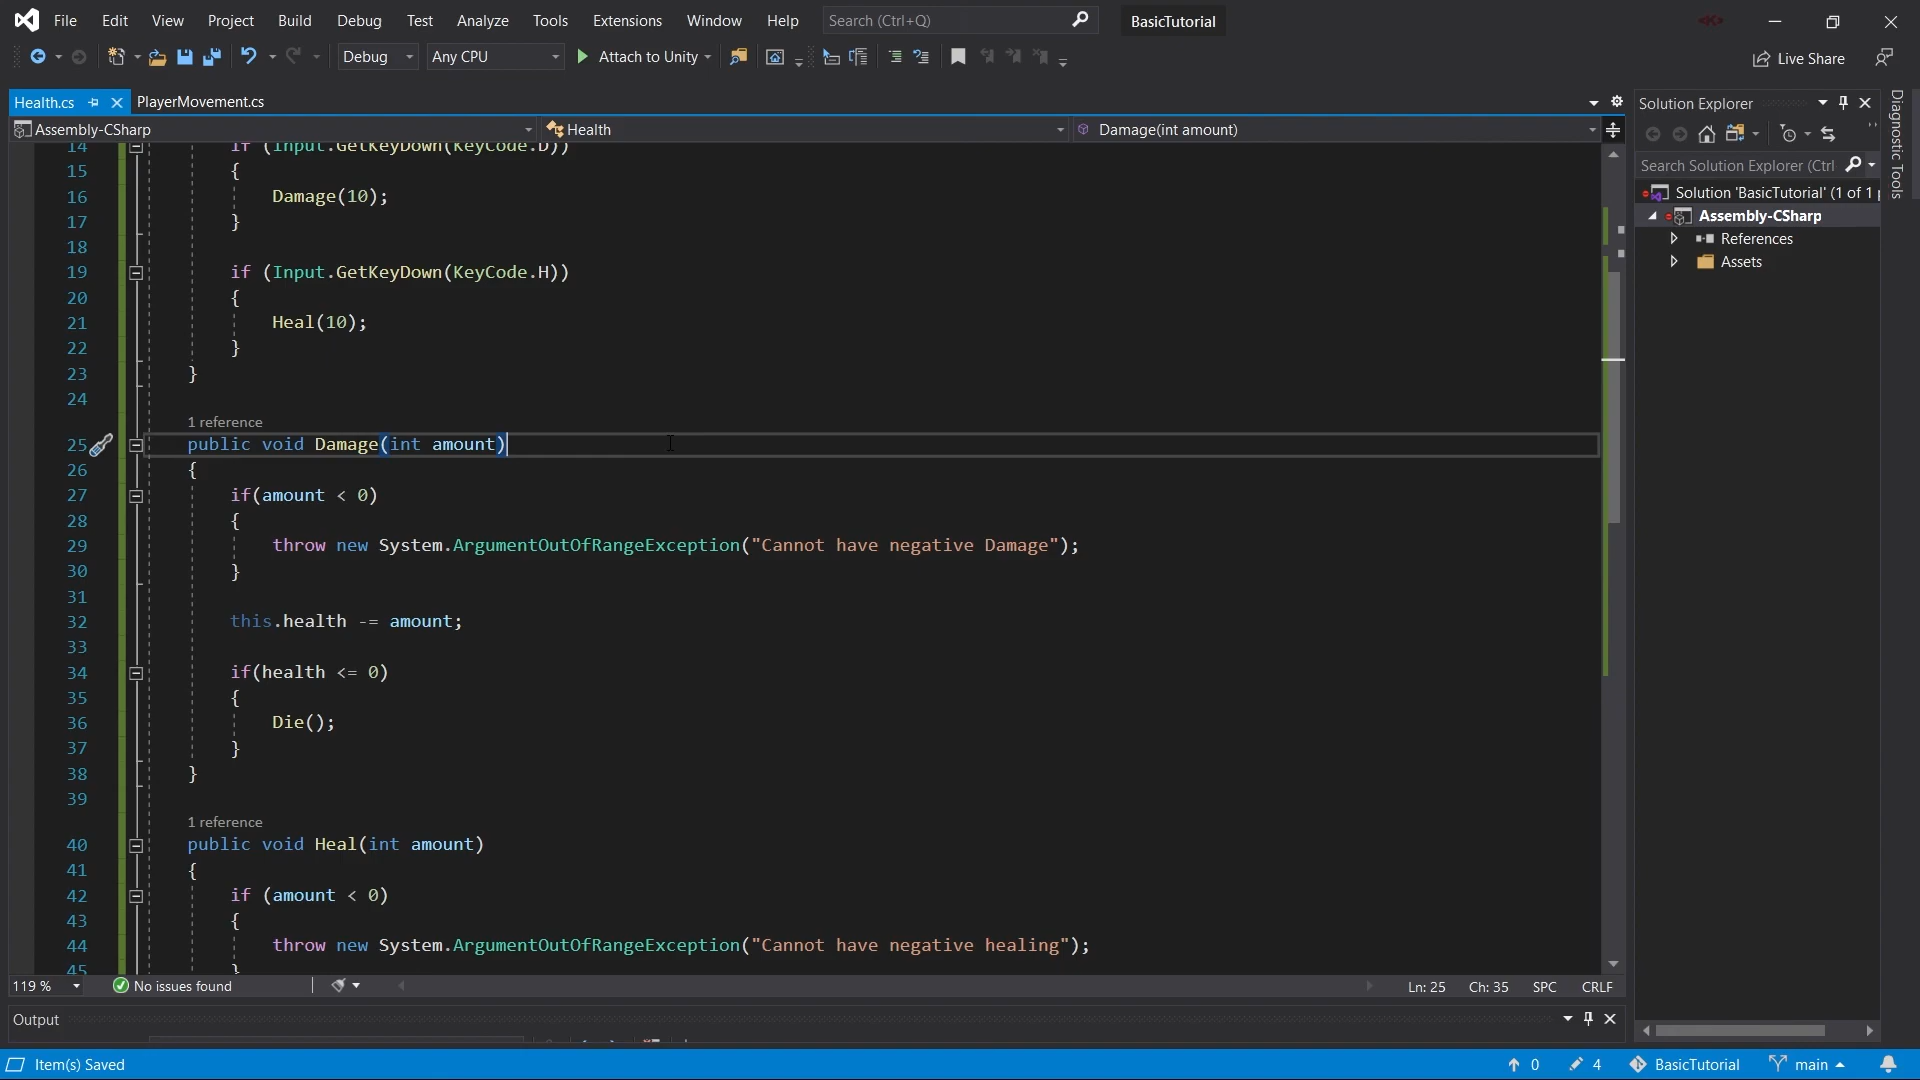 File Edit View Project Build Debug Test Analyze Tools Extensions Window Help Search (Ctrl+Q) BasicTutorial
Debug Any CPU Attach to Unity Live Share
Health.cs PlayerMovement.cs
Assembly-CSharp Health Damage(int amount)
14 if (Input.GetKeyDown(KeyCode.D))
15 {
16 Damage(10);
17 }
18
19 if (Input.GetKeyDown(KeyCode.H))
20 {
21 Heal(10);
22 }
23 }
24
1 reference
25 public void Damage(int amount)
26 {
27 if(amount < 0)
28 {
29 throw new System.ArgumentOutOfRangeException("Cannot have negative Damage");
30 }
31
32 this.health -= amount;
33
34 if(health <= 0)
35 {
36 Die();
37 }
38 }
39
1 reference
40 public void Heal(int amount)
41 {
42 if (amount < 0)
43 {
44 throw new System.ArgumentOutOfRangeException("Cannot have negative healing");
45 }
119 % No issues found Ln: 25 Ch: 35 SPC CRLF
Output
Item(s) Saved 0 4 BasicTutorial main
Solution Explorer
Search Solution Explorer (Ctrl
Solution 'BasicTutorial' (1 of 1
Assembly-CSharp
References
Assets
Diagnostic Tools